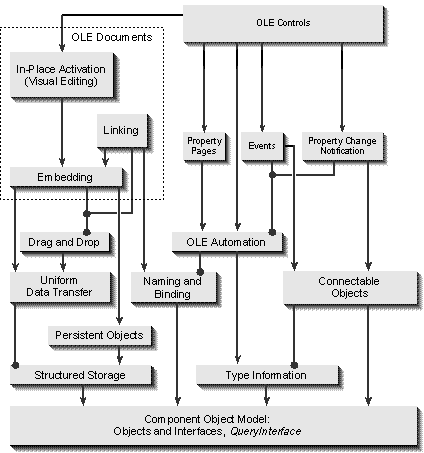 OLE Controls
OLE Documents
In-Place Activation
(Visual Editing)
Linking
Property
Pages
Events
Property Change
Notification
Embedding
Drag and Drop
OLE Automation
Uniform
Data Transfer
Naming and
Binding
Connectable
Objects
Persistent Objects
Structured Storage
Type Information
Component Object Model:
Objects and Interfaces, QueryInterface